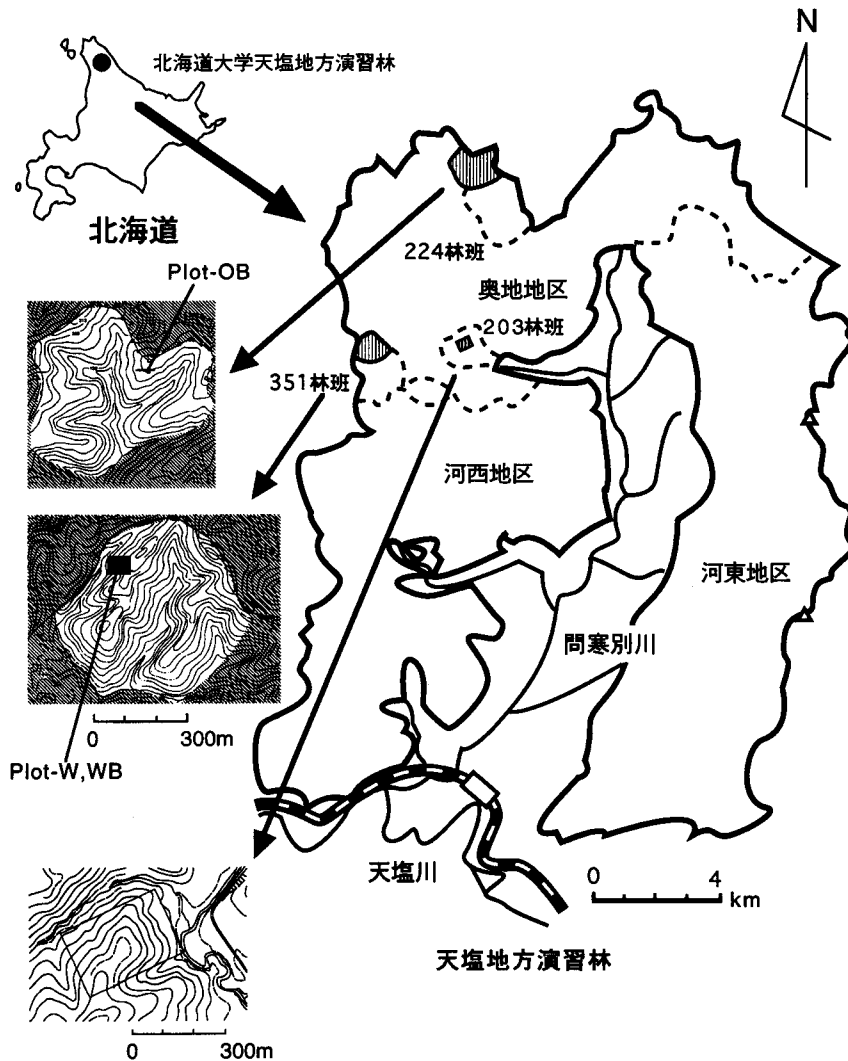 N
北海道大学天塩地方演習林
北海道
Plot-OB
224林班
奥地地区
203林班
351林班
河西地区
河東地区
問寒別川
0 300m
Plot-W,WB
天塩川
0 4
km
天塩地方演習林
0 300m